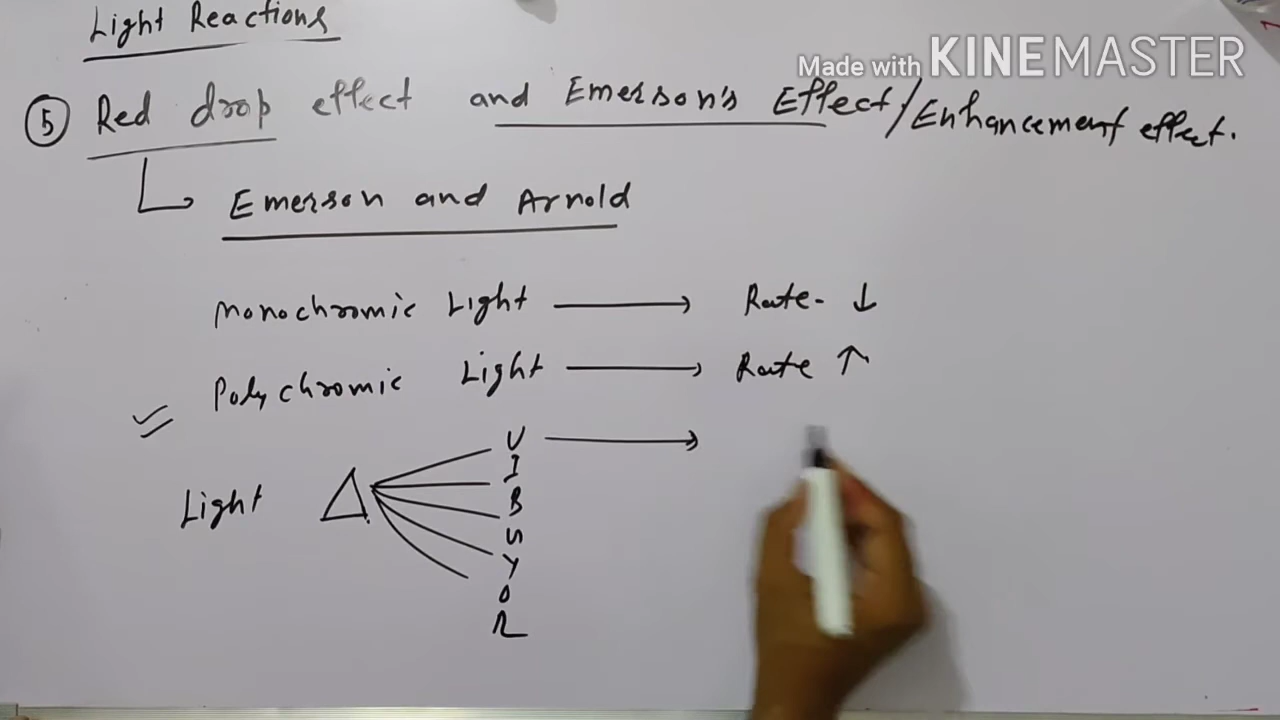 Light Reactions
Made with KINEMASTER
⑤ Red drop effect and Emerson's Effect/Enhancement effect.
Emerson and Arnold
Monochromic Light → Rate- ↓
Polychromic Light → Rate ↑
V →
I
B
Light
G
Y
O
R